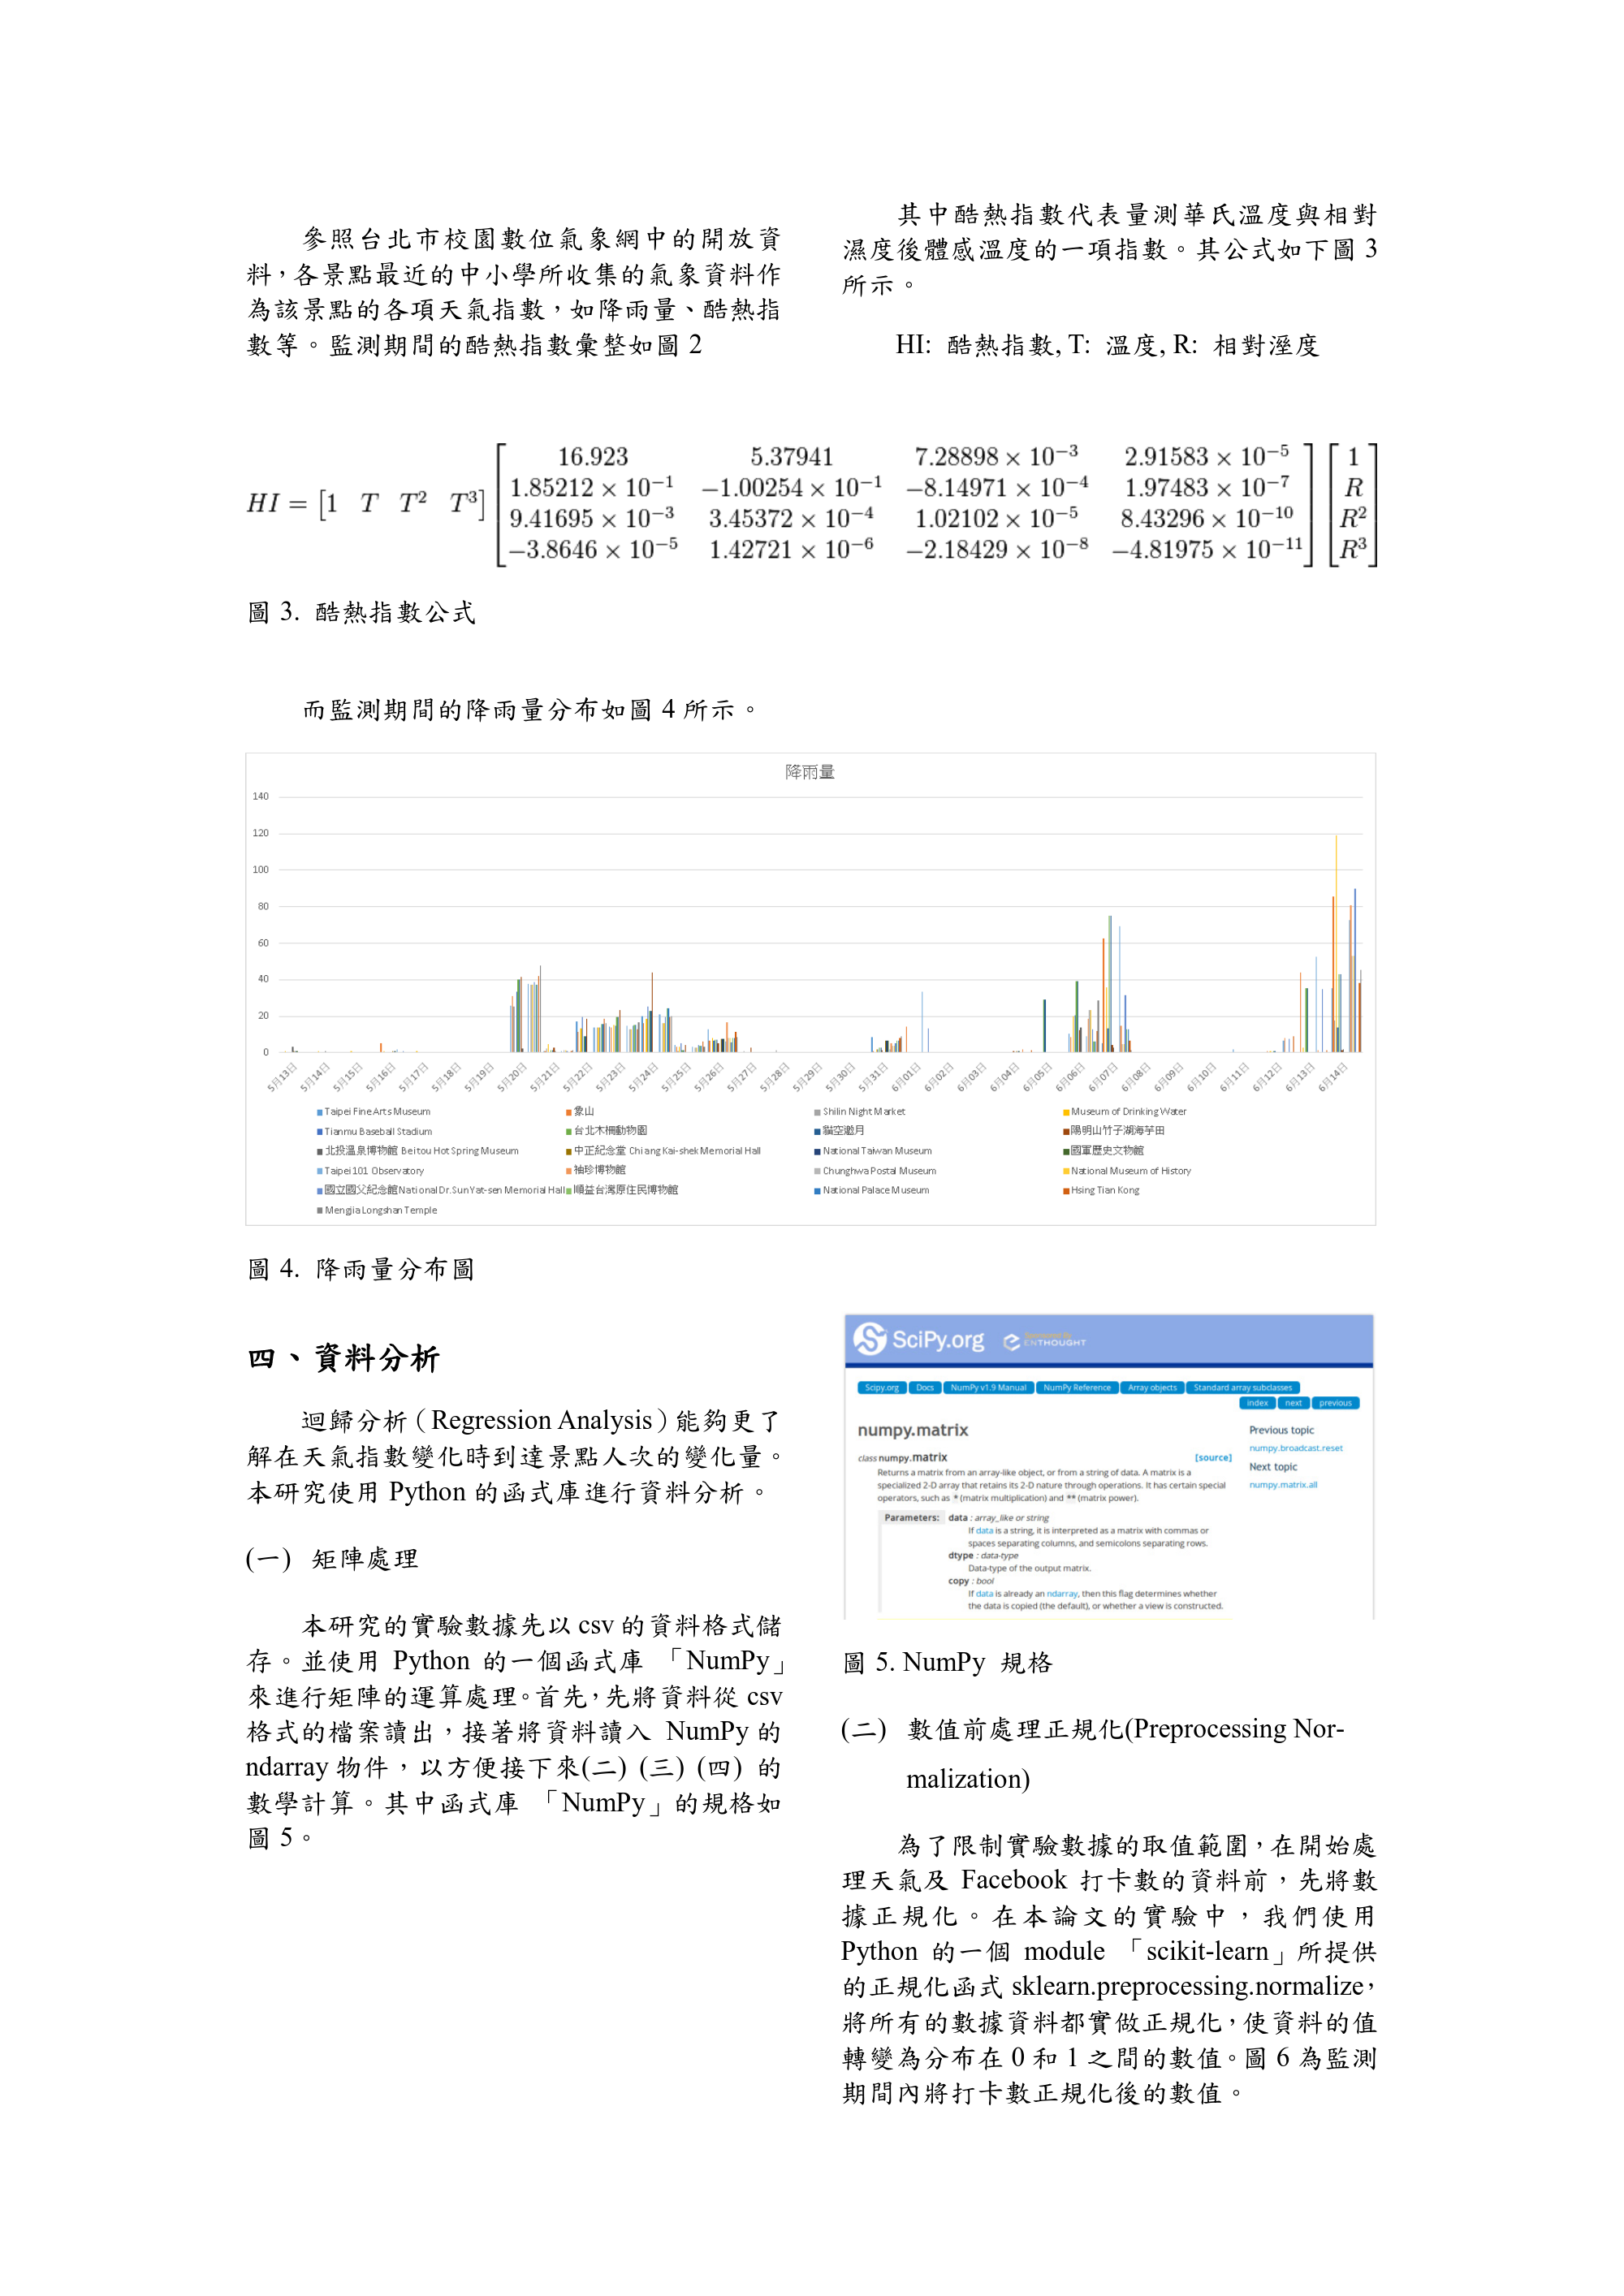 參照台北市校園數位氣象網中的開放資
料,各景點最近的中小學所收集的氣象資料作
為該景點的各項天氣指數,如降雨量、酷熱指
數等。監測期間的酷熱指數彙整如圖 2
其中酷熱指數代表量測華氏溫度與相對
濕度後體感溫度的一項指數。其公式如下圖 3
所示。
HI: 酷熱指數, T: 溫度, R: 相對溼度
HI = [1 T T² T³]
16.923 5.37941 7.28898 × 10⁻³ 2.91583 × 10⁻⁵ 1
1.85212 × 10⁻¹ −1.00254 × 10⁻¹ −8.14971 × 10⁻⁴ 1.97483 × 10⁻⁷ R
9.41695 × 10⁻³ 3.45372 × 10⁻⁴ 1.02102 × 10⁻⁵ 8.43296 × 10⁻¹⁰ R²
−3.8646 × 10⁻⁵ 1.42721 × 10⁻⁶ −2.18429 × 10⁻⁸ −4.81975 × 10⁻¹¹ R³
圖 3. 酷熱指數公式
而監測期間的降雨量分布如圖 4 所示。
降雨量
140
120
100
80
60
40
20
0
5月13日 5月14日 5月15日 5月16日 5月17日 5月18日 5月19日 5月20日 5月21日 5月22日 5月23日 5月24日 5月25日 5月26日 5月27日 5月28日 5月29日 5月30日 5月31日 6月01日 6月02日 6月03日 6月04日 6月05日 6月06日 6月07日 6月08日 6月09日 6月10日 6月11日 6月12日 6月13日 6月14日
Taipei Fine Arts Museum 象山 Shilin Night Market Museum of Drinking Water
Tianmu Baseball Stadium 台北木柵動物園 貓空邀月 陽明山竹子湖海芋田
北投溫泉博物館 Beitou Hot Spring Museum 中正紀念堂 Chiang Kai-shek Memorial Hall National Taiwan Museum 國軍歷史文物館
Taipei 101 Observatory 袖珍博物館 Chunghwa Postal Museum National Museum of History
國立國父紀念館National Dr. Sun Yat-sen Memorial Hall 順益台灣原住民博物館 National Palace Museum Hsing Tian Kong
Mengjia Longshan Temple
圖 4. 降雨量分布圖
四、資料分析
迴歸分析(Regression Analysis)能夠更了
解在天氣指數變化時到達景點人次的變化量。
本研究使用 Python 的函式庫進行資料分析。
(一) 矩陣處理
本研究的實驗數據先以 csv 的資料格式儲
存。並使用 Python 的一個函式庫 「NumPy」
來進行矩陣的運算處理。首先,先將資料從 csv
格式的檔案讀出,接著將資料讀入 NumPy 的
ndarray 物件,以方便接下來(二) (三) (四) 的
數學計算。其中函式庫 「NumPy」的規格如
圖 5。
SciPy.org
ENTHOUGHT
Scipy.org Docs NumPy v1.9 Manual NumPy Reference Array objects Standard array subclasses
index next previous
numpy.matrix
class numpy.matrix [source]
Returns a matrix from an array-like object, or from a string of data. A matrix is a
specialized 2-D array that retains its 2-D nature through operations. It has certain special
operators, such as * (matrix multiplication) and ** (matrix power).
Parameters: data : array_like or string
If data is a string, it is interpreted as a matrix with commas or
spaces separating columns, and semicolons separating rows.
dtype : data-type
Data-type of the output matrix.
copy : bool
If data is already an ndarray, then this flag determines whether
the data is copied (the default), or whether a view is constructed.
Previous topic
numpy.broadcast.reset
Next topic
numpy.matrix.all
圖 5. NumPy 規格
(二) 數值前處理正規化(Preprocessing Nor-
malization)
為了限制實驗數據的取值範圍,在開始處
理天氣及 Facebook 打卡數的資料前,先將數
據正規化。在本論文的實驗中,我們使用
Python 的一個 module 「scikit-learn」所提供
的正規化函式 sklearn.preprocessing.normalize,
將所有的數據資料都實做正規化,使資料的值
轉變為分布在 0 和 1 之間的數值。圖 6 為監測
期間內將打卡數正規化後的數值。